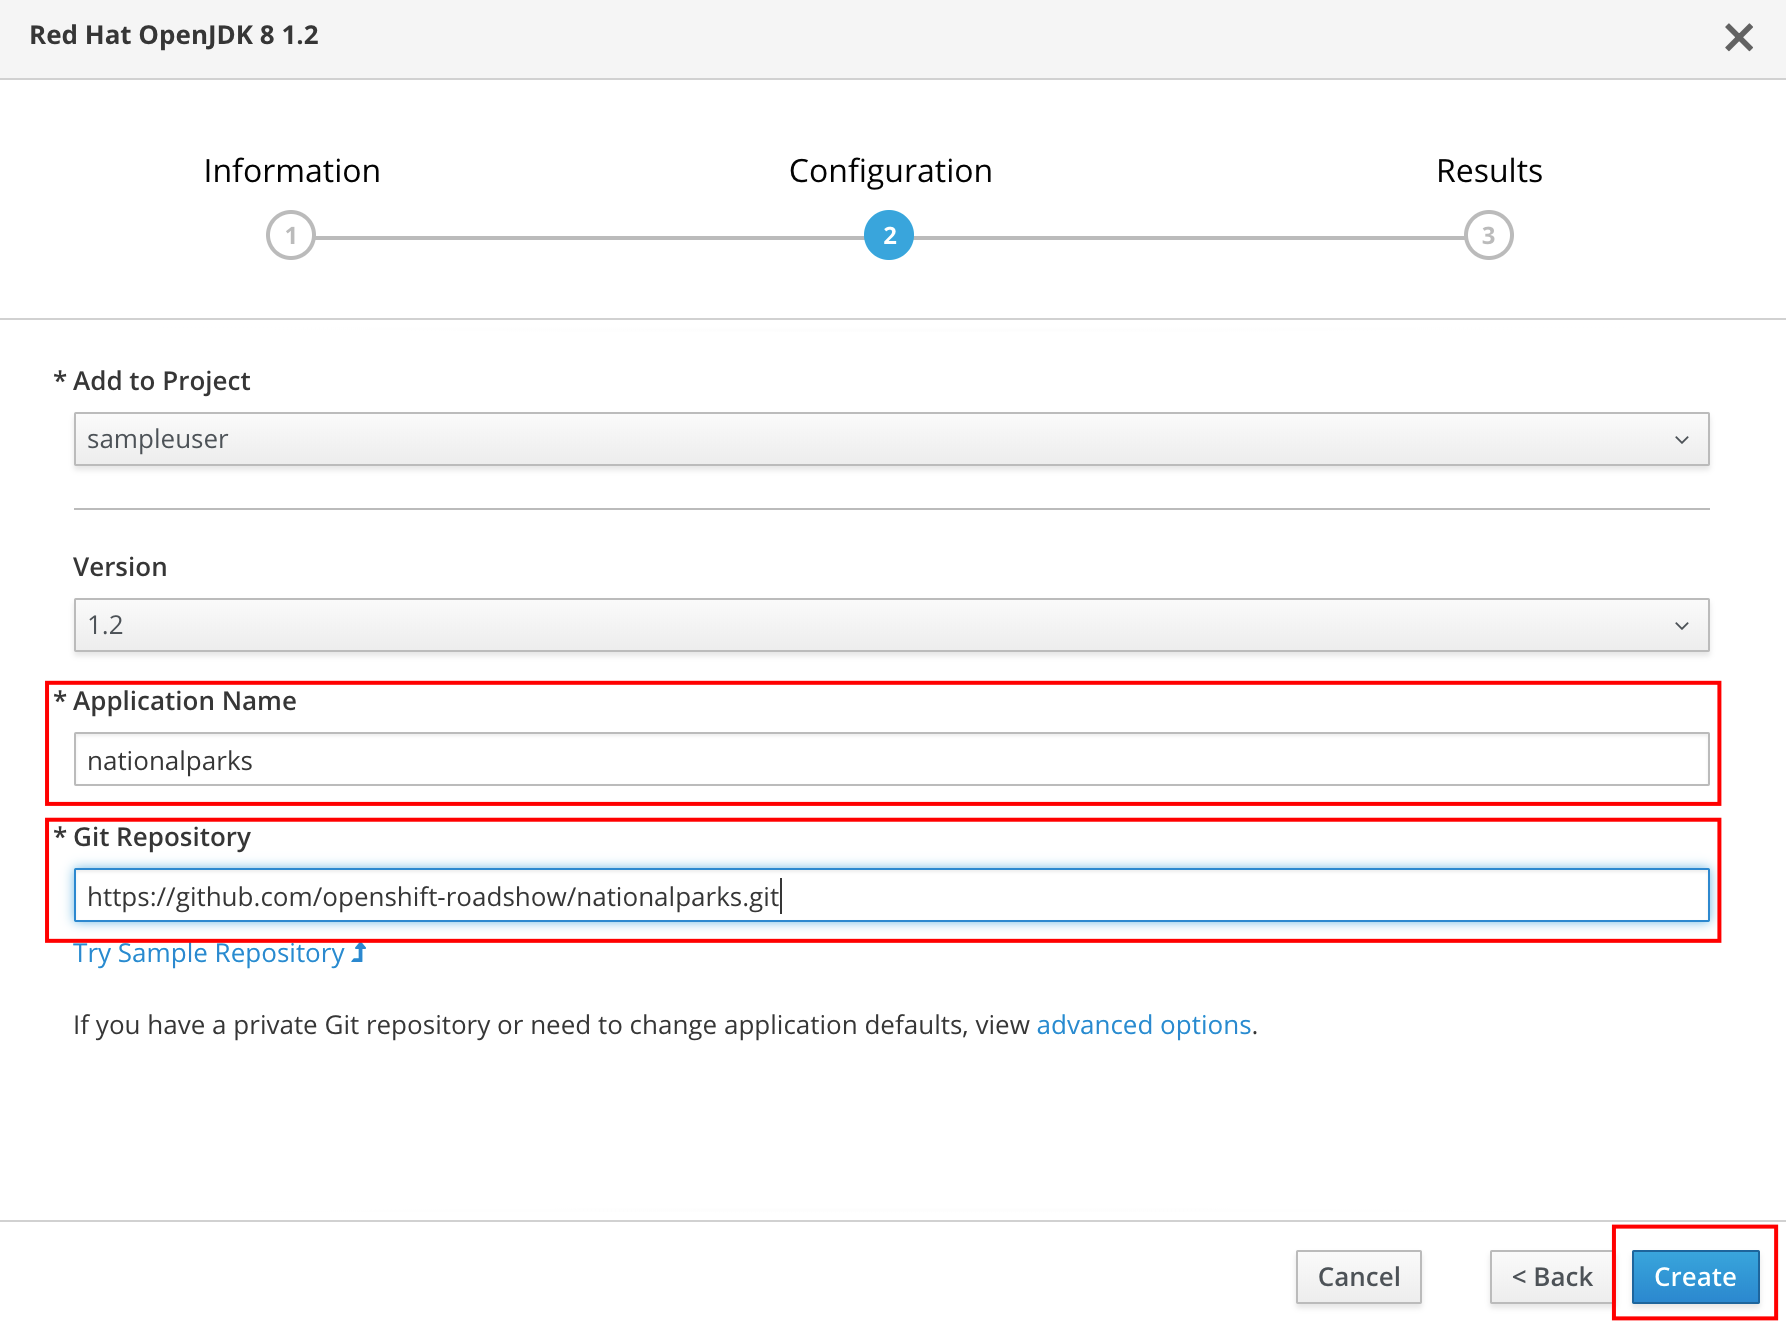 Red Hat OpenJDK 8 1.2
Information Configuration Results
1 2 3
* Add to Project
sampleuser
Version
1.2
* Application Name
nationalparks
* Git Repository
https://github.com/openshift-roadshow/nationalparks.git
Try Sample Repository
If you have a private Git repository or need to change application defaults, view advanced options.
Cancel < Back Create